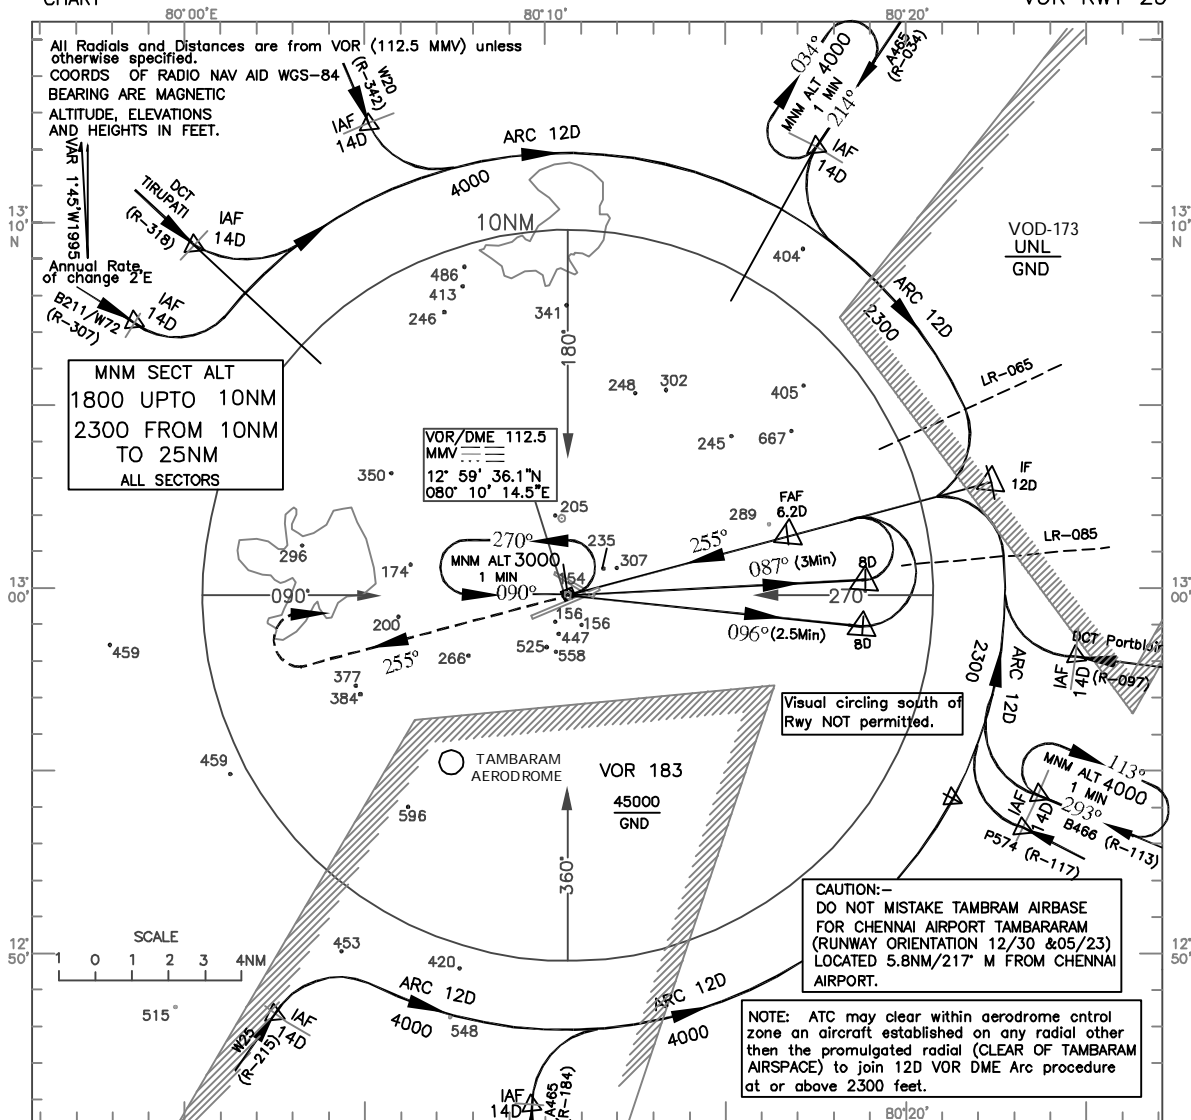 CHART
VOR RWY 25
80°00'E
80°10'
80°20'
All Radials and Distances are from VOR (112.5 MMV) unless
otherwise specified.
COORDS OF RADIO NAV AID WGS-84
BEARING ARE MAGNETIC
ALTITUDE, ELEVATIONS
AND HEIGHTS IN FEET.
VAR 1°45'W1995
Annual Rate
of change 2'E
W20
(R-342)
IAF
14D
ARC 12D
4000
034°
MNM ALT 4000
1 MIN
214°
A465
(R-034)
IAF
14D
DCT
TIRUPATI
(R-318)
IAF
14D
B211/W72
(R-307)
IAF
14D
13°
10'
N
13°
10'
N
10NM
VOD-173
UNL
GND
404
486
413
246
341
180°
ARC 12D
2300
MNM SECT ALT
1800 UPTO 10NM
2300 FROM 10NM
TO 25NM
ALL SECTORS
248
302
405
245
667
LR-065
VOR/DME 112.5
MMV
12° 59' 36.1"N
080° 10' 14.5"E
350
205
289
FAF
6.2D
IF
12D
LR-085
296
174
270°
MNM ALT 3000
1 MIN
090°
235
307
154
255°
087° (3Min)
8D
13°
00'
13°
00'
090°
270°
200
156
156
447
525
558
266
255°
096° (2.5Min)
8D
459
377
384
2300
ARC 12D
DCT Portblair
IAF
14D
(R-097)
Visual circling south of
Rwy NOT permitted.
459
TAMBARAM
AERODROME
VOR 183
45000
GND
596
360°
113°
MNM ALT 4000
1 MIN
293°
IAF
14D
B466 (R-113)
P574 (R-117)
CAUTION:-
DO NOT MISTAKE TAMBRAM AIRBASE
FOR CHENNAI AIRPORT TAMBARARAM
(RUNWAY ORIENTATION 12/30 &05/23)
LOCATED 5.8NM/217° M FROM CHENNAI
AIRPORT.
SCALE
1 0 1 2 3 4NM
12°
50'
12°
50'
453
420
515
548
ARC 12D
4000
ARC 12D
4000
W25
(R-215)
IAF
14D
IAF
14D
A465
(R-184)
NOTE: ATC may clear within aerodrome cntrol
zone an aircraft established on any radial other
then the promulgated radial (CLEAR OF TAMBARAM
AIRSPACE) to join 12D VOR DME Arc procedure
at or above 2300 feet.
80°20'